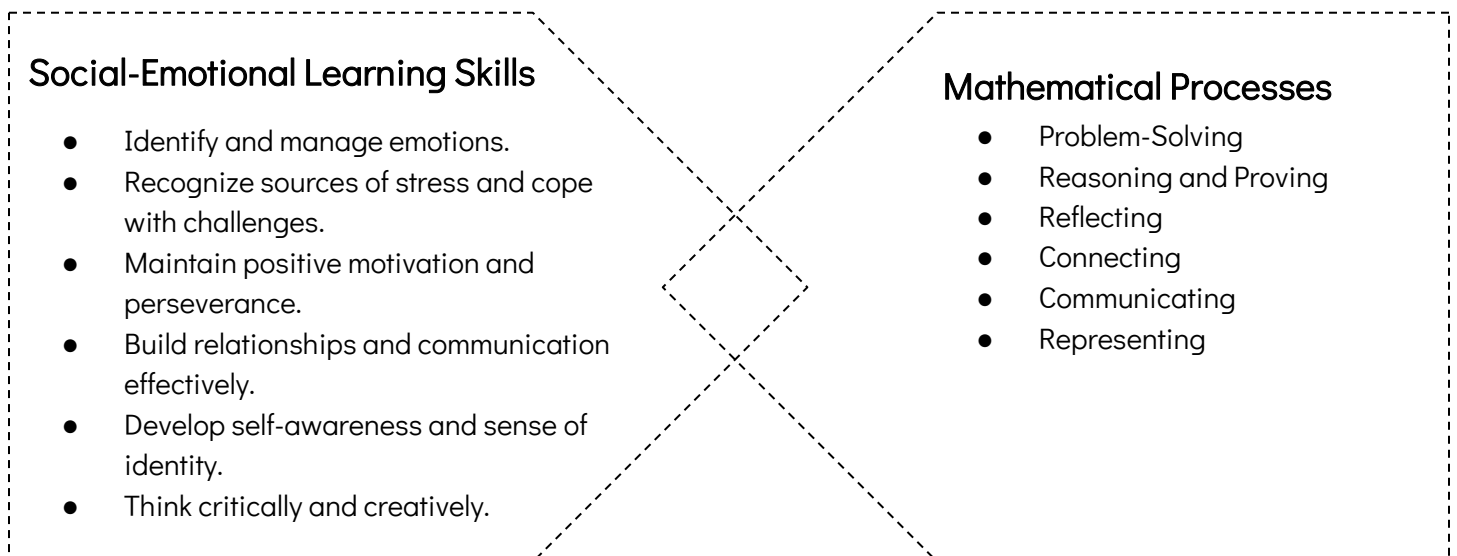 Social-Emotional Learning Skills
● Identify and manage emotions.
● Recognize sources of stress and cope
with challenges.
● Maintain positive motivation and
perseverance.
● Build relationships and communication
effectively.
● Develop self-awareness and sense of
identity.
● Think critically and creatively.
Mathematical Processes
● Problem-Solving
● Reasoning and Proving
● Reflecting
● Connecting
● Communicating
● Representing